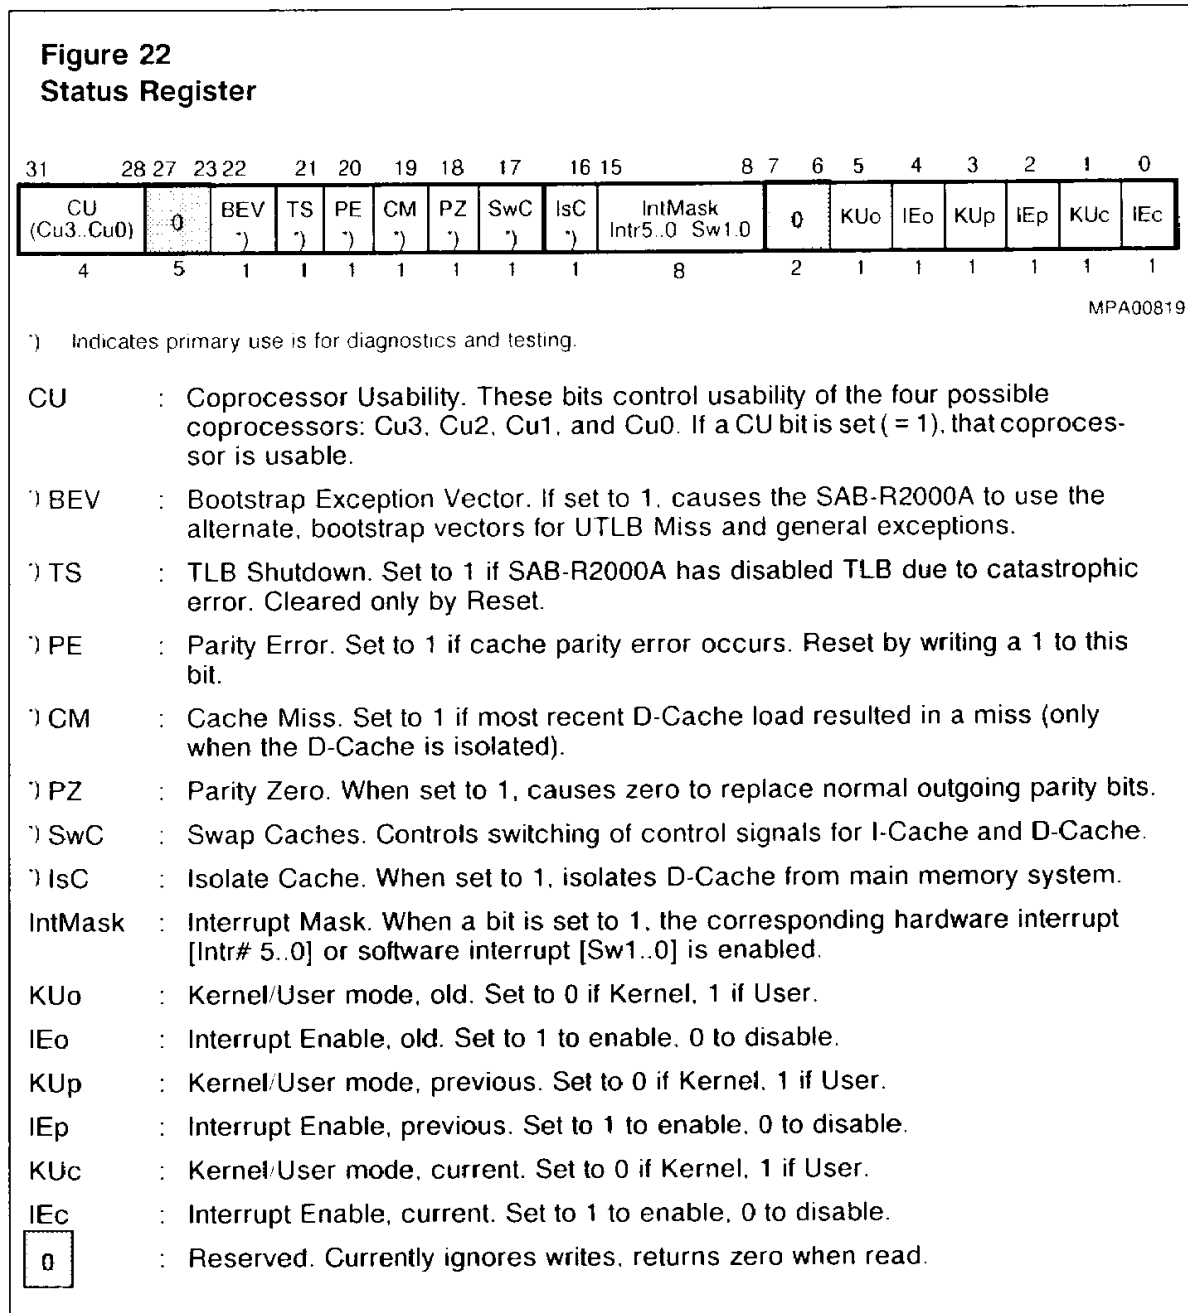 Figure 22
Status Register
31 28 27 23 22 21 20 19 18 17 16 15 8 7 6 5 4 3 2 1 0
CU 0 BEV TS PE CM PZ SwC IsC IntMask 0 KUo IEo KUp IEp KUc IEc
(Cu3..Cu0) *) *) *) *) *) *) *) Intr5..0 Sw1.0
4 5 1 1 1 1 1 1 1 8 2 1 1 1 1 1 1
MPA00819
*) Indicates primary use is for diagnostics and testing.
CU : Coprocessor Usability. These bits control usability of the four possible
coprocessors: Cu3, Cu2, Cu1, and Cu0. If a CU bit is set ( = 1), that coproces-
sor is usable.
*) BEV : Bootstrap Exception Vector. If set to 1, causes the SAB-R2000A to use the
alternate, bootstrap vectors for UTLB Miss and general exceptions.
*) TS : TLB Shutdown. Set to 1 if SAB-R2000A has disabled TLB due to catastrophic
error. Cleared only by Reset.
*) PE : Parity Error. Set to 1 if cache parity error occurs. Reset by writing a 1 to this
bit.
*) CM : Cache Miss. Set to 1 if most recent D-Cache load resulted in a miss (only
when the D-Cache is isolated).
*) PZ : Parity Zero. When set to 1, causes zero to replace normal outgoing parity bits.
*) SwC : Swap Caches. Controls switching of control signals for I-Cache and D-Cache.
*) IsC : Isolate Cache. When set to 1, isolates D-Cache from main memory system.
IntMask : Interrupt Mask. When a bit is set to 1, the corresponding hardware interrupt
[Intr# 5..0] or software interrupt [Sw1..0] is enabled.
KUo : Kernel/User mode, old. Set to 0 if Kernel, 1 if User.
IEo : Interrupt Enable, old. Set to 1 to enable, 0 to disable.
KUp : Kernel/User mode, previous. Set to 0 if Kernel, 1 if User.
IEp : Interrupt Enable, previous. Set to 1 to enable, 0 to disable.
KUc : Kernel/User mode, current. Set to 0 if Kernel, 1 if User.
IEc : Interrupt Enable, current. Set to 1 to enable, 0 to disable.
0 : Reserved. Currently ignores writes, returns zero when read.